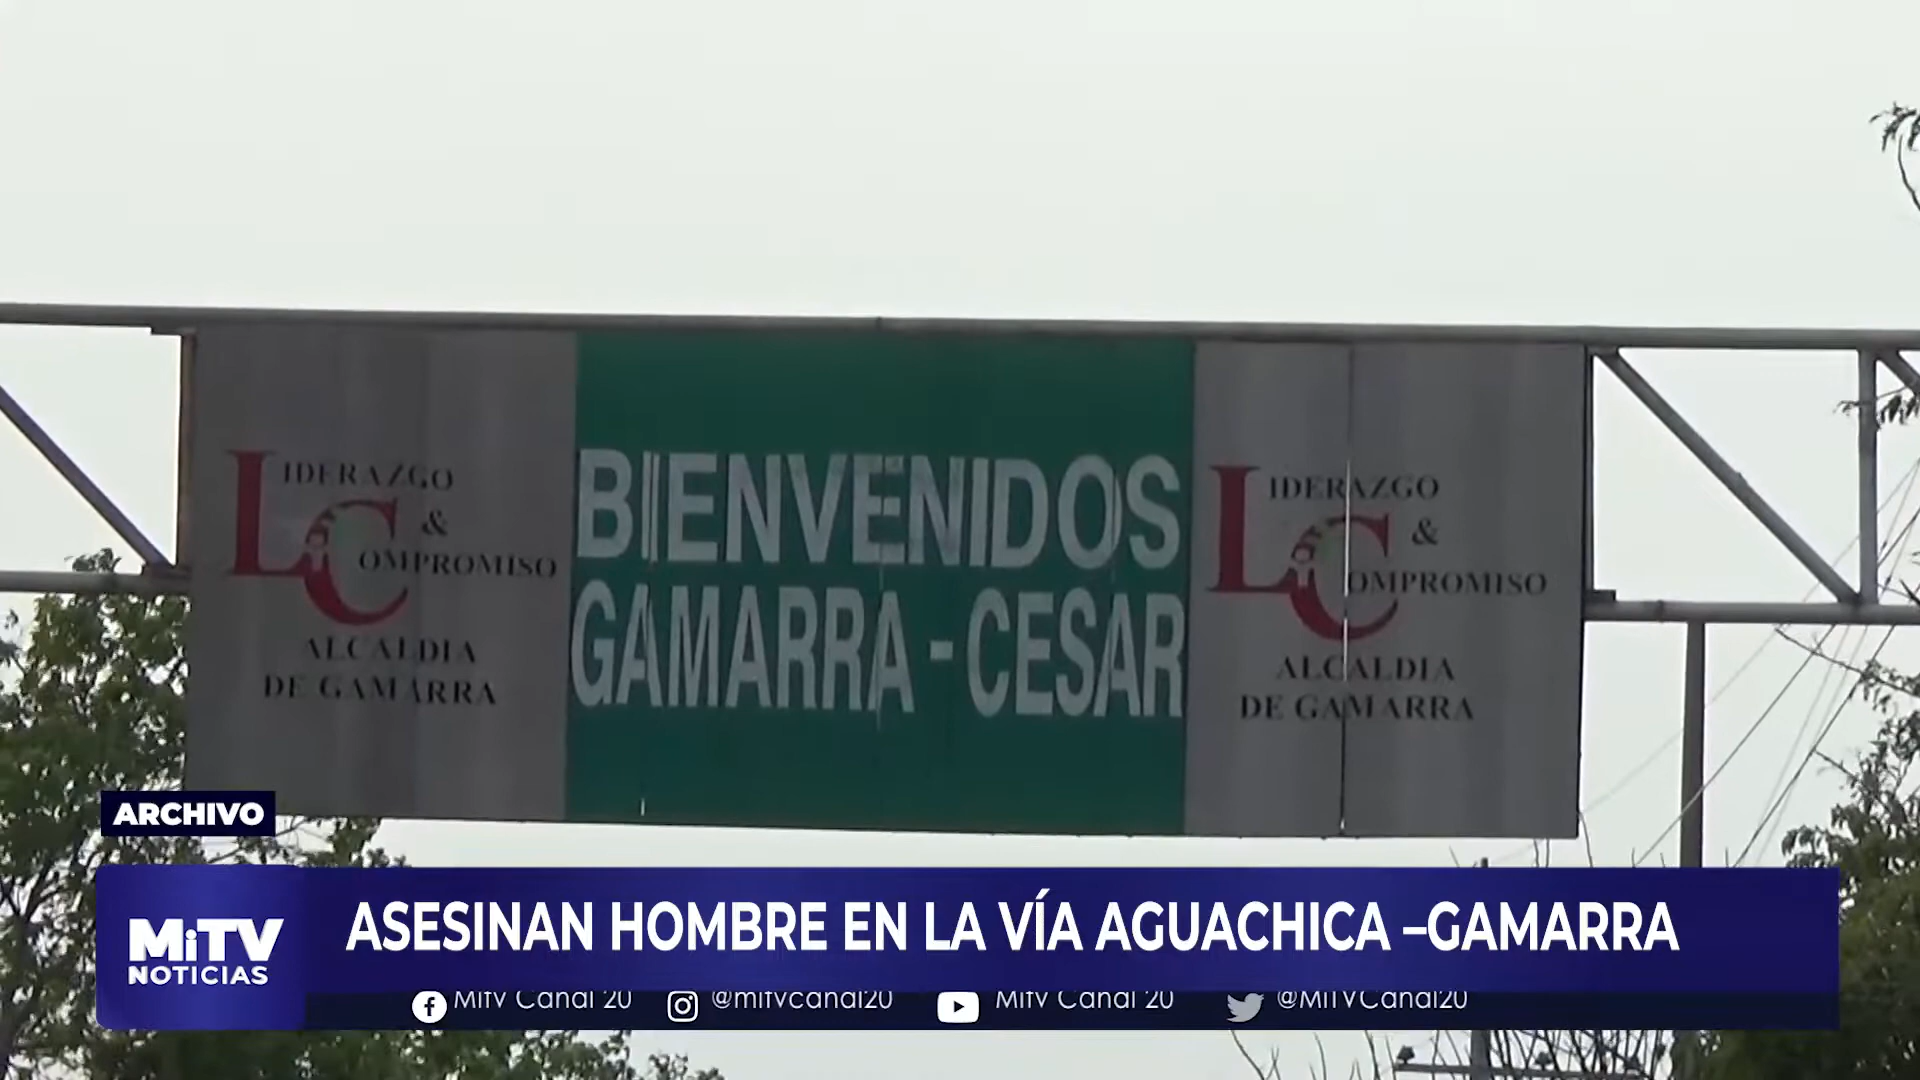 LIDERAZGO
&
COMPROMISO
ALCALDIA
DE GAMARRA
BIENVENIDOS
GAMARRA - CESAR
LIDERAZGO
&
COMPROMISO
ALCALDIA
DE GAMARRA
ARCHIVO
MiTV
NOTICIAS
ASESINAN HOMBRE EN LA VÍA AGUACHICA –GAMARRA
Mitv Canal 20 @mitvcanal20 Mitv Canal 20 @MiTVCanal20